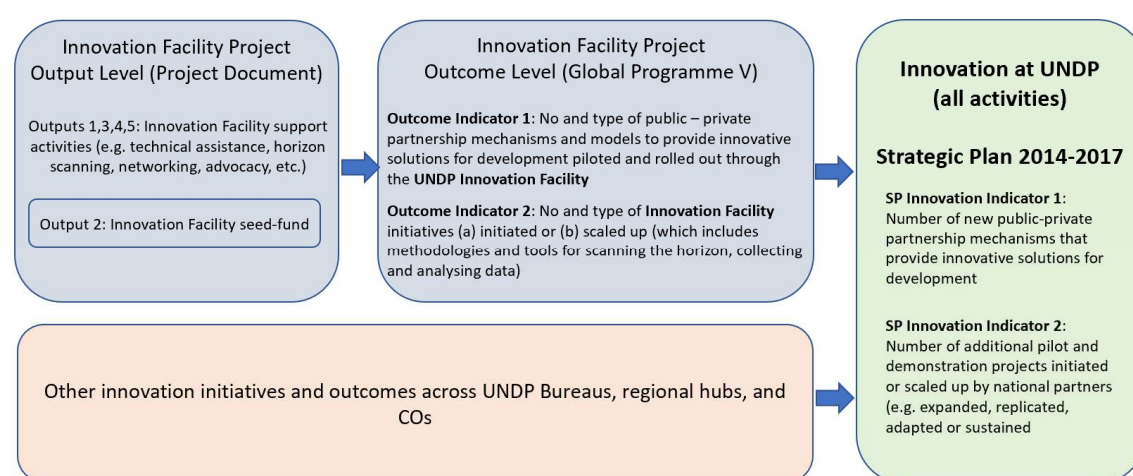 Innovation Facility Project
Output Level (Project Document)
Outputs 1,3,4,5: Innovation Facility support
activities (e.g. technical assistance, horizon
scanning, networking, advocacy, etc.)
Output 2: Innovation Facility seed-fund
Innovation Facility Project
Outcome Level (Global Programme V)
Outcome Indicator 1: No and type of public – private
partnership mechanisms and models to provide innovative
solutions for development piloted and rolled out through
the UNDP Innovation Facility
Outcome Indicator 2: No and type of Innovation Facility
initiatives (a) initiated or (b) scaled up (which includes
methodologies and tools for scanning the horizon, collecting
and analysing data)
Other innovation initiatives and outcomes across UNDP Bureaus, regional hubs, and
COs
Innovation at UNDP
(all activities)
Strategic Plan 2014-2017
SP Innovation Indicator 1:
Number of new public-private
partnership mechanisms that
provide innovative solutions for
development
SP Innovation Indicator 2:
Number of additional pilot and
demonstration projects initiated
or scaled up by national partners
(e.g. expanded, replicated,
adapted or sustained